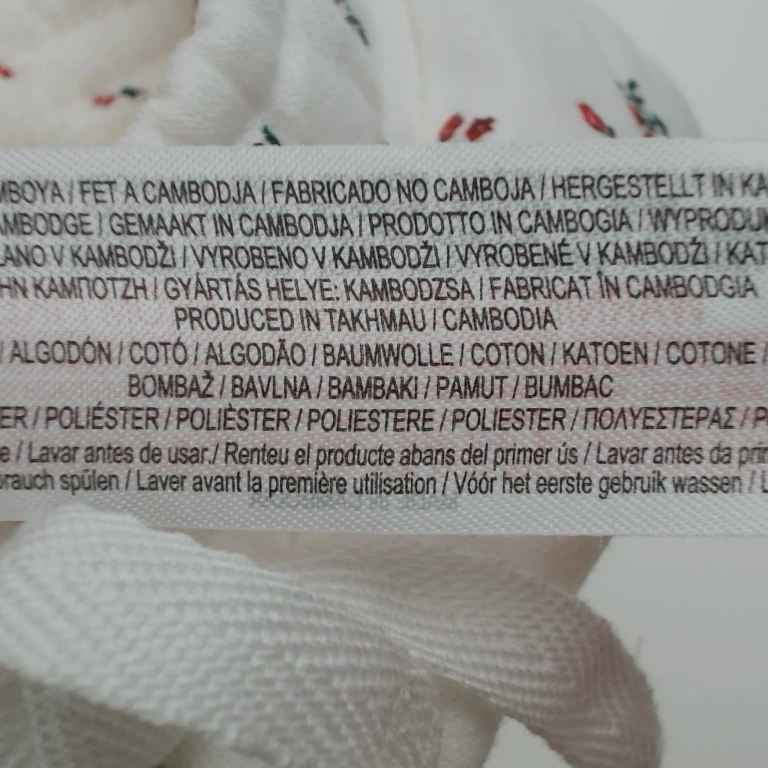 MBOYA / FET A CAMBODJA / FABRICADO NO CAMBOJA / HERGESTELLT IN KA
MBODGE / GEMAAKT IN CAMBODJA / PRODOTTO IN CAMBOGIA / WYPRODUK
LANO V KAMBODŽI / VYROBENO V KAMBODŽI / VYROBENÉ V KAMBODŽI / KAT
ΗΝ ΚΑΜΠΟΤΖΗ / GYÁRTÁS HELYE: KAMBODZSA / FABRICAT ÎN CAMBODGIA
PRODUCED IN TAKHMAU / CAMBODIA
/ ALGODÓN / COTÓ / ALGODÃO / BAUMWOLLE / COTON / KATOEN / COTONE /
BOMBAŽ / BAVLNA / BAMBAKI / PAMUT / BUMBAC
ER / POLIÉSTER / POLIÈSTER / POLIESTERE / POLIESTER / ΠΟΛΥΕΣΤΕΡΑΣ / P
e / Lavar antes de usar./ Renteu el producte abans del primer ús / Lavar antes da prim
brauch spülen / Laver avant la première utilisation / Vóór het eerste gebruik wassen / L